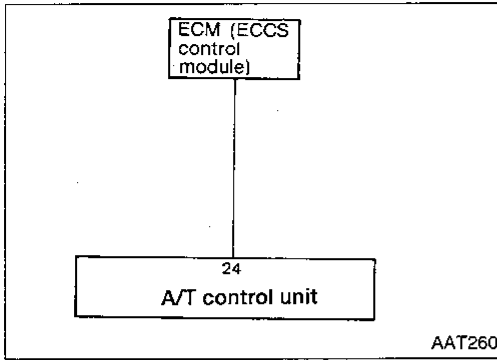 ECM (ECCS
control
module)
24
A/T control unit
AAT260